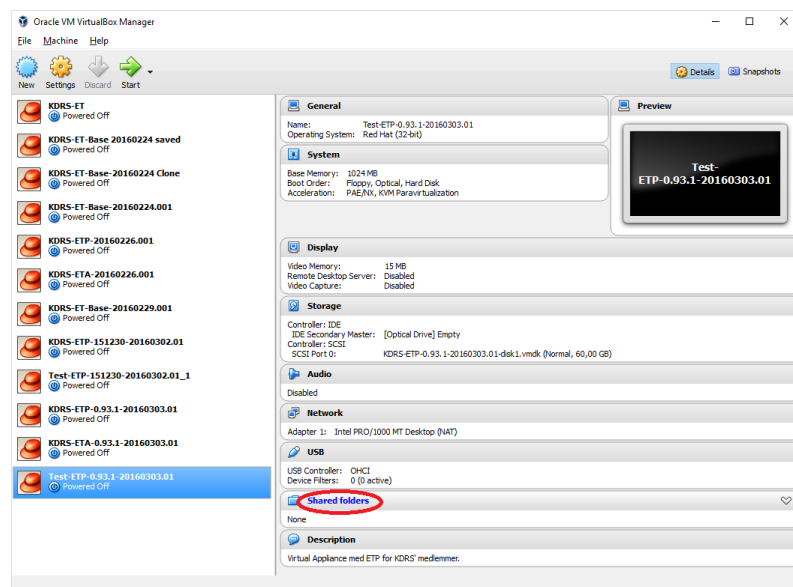 Oracle VM VirtualBox Manager
File Machine Help
New Settings Discard Start
Details Snapshots
KDRS-ET
Powered Off
KDRS-ET-Base 20160224 saved
Powered Off
KDRS-ET-Base-20160224 Clone
Powered Off
KDRS-ET-Base-20160224.001
Powered Off
KDRS-ETP-20160226.001
Powered Off
KDRS-ETA-20160226.001
Powered Off
KDRS-ET-Base-20160229.001
Powered Off
KDRS-ETP-151230-20160302.01
Powered Off
Test-ETP-151230-20160302.01_1
Powered Off
KDRS-ETP-0.93.1-20160303.01
Powered Off
KDRS-ETA-0.93.1-20160303.01
Powered Off
Test-ETP-0.93.1-20160303.01
Powered Off
General
Name: Test-ETP-0.93.1-20160303.01
Operating System: Red Hat (32-bit)
System
Base Memory: 1024 MB
Boot Order: Floppy, Optical, Hard Disk
Acceleration: PAE/NX, KVM Paravirtualization
Preview
Test-
ETP-0.93.1-20160303.01
Display
Video Memory: 15 MB
Remote Desktop Server: Disabled
Video Capture: Disabled
Storage
Controller: IDE
IDE Secondary Master: [Optical Drive] Empty
Controller: SCSI
SCSI Port 0: KDRS-ETP-0.93.1-20160303.01-disk1.vmdk (Normal, 60,00 GB)
Audio
Disabled
Network
Adapter 1: Intel PRO/1000 MT Desktop (NAT)
USB
USB Controller: OHCI
Device Filters: 0 (0 active)
Shared folders
None
Description
Virtual Appliance med ETP for KDRS' medlemmer.